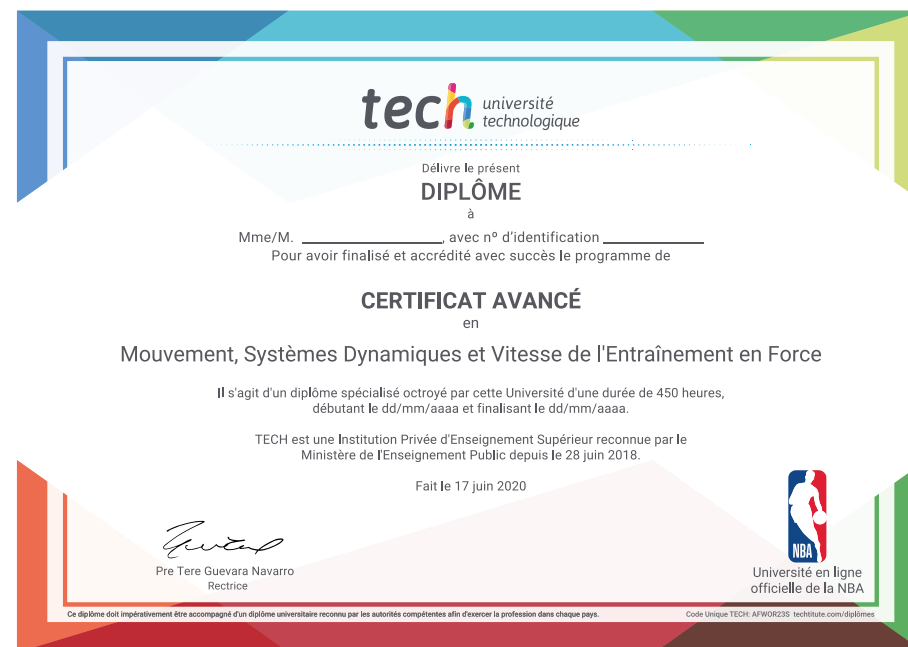 tech université
technologique
Délivre le présent
DIPLÔME
à
Mme/M. ____________________, avec nº d'identification ______________
Pour avoir finalisé et accrédité avec succès le programme de
CERTIFICAT AVANCÉ
en
Mouvement, Systèmes Dynamiques et Vitesse de l'Entraînement en Force
Il s'agit d'un diplôme spécialisé octroyé par cette Université d'une durée de 450 heures,
débutant le dd/mm/aaaa et finalisant le dd/mm/aaaa.
TECH est une Institution Privée d'Enseignement Supérieur reconnue par le
Ministère de l'Enseignement Public depuis le 28 juin 2018.
Fait le 17 juin 2020
Pre Tere Guevara Navarro
Rectrice
NBA
Université en ligne
officielle de la NBA
Ce diplôme doit impérativement être accompagné d'un diplôme universitaire reconnu par les autorités compétentes afin d'exercer la profession dans chaque pays.
Code Unique TECH: AFWOR23S techtitute.com/diplômes